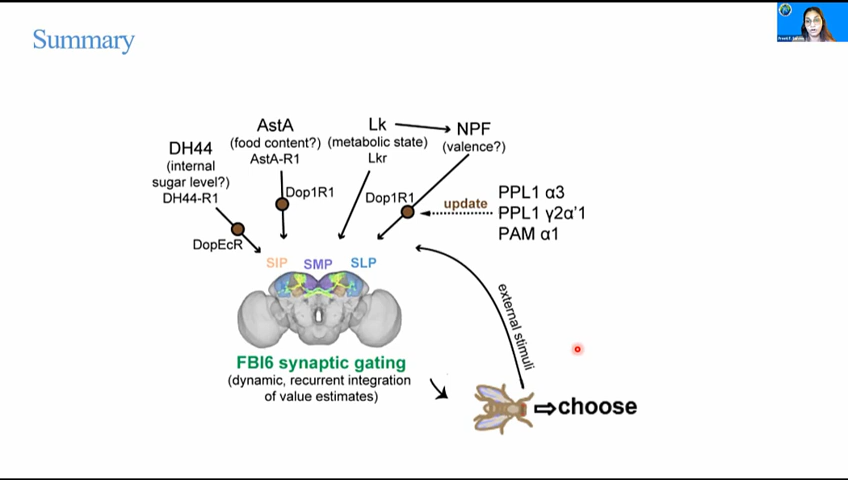 Summary
AstA
(food content?)
AstA-R1
Lk
(metabolic state)
Lkr
NPF
(valence?)
DH44
(internal
sugar level?)
DH44-R1
Dop1R1
Dop1R1
update
PPL1 α3
PPL1 γ2α'1
PAM α1
DopEcR
SIP
SMP
SLP
external stimuli
FBl6 synaptic gating
(dynamic, recurrent integration
of value estimates)
⇨choose